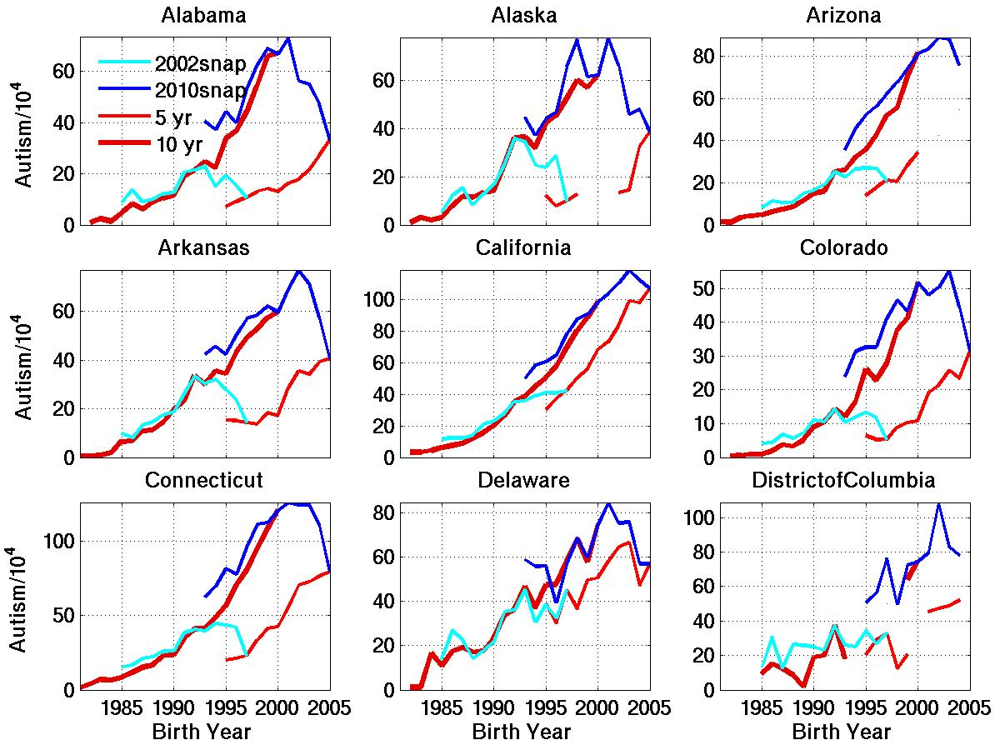 Alabama
Alaska
Arizona
Autism/10^4
60
40
20
0
2002snap
2010snap
5 yr
10 yr
60
40
20
0
80
60
40
20
0
Arkansas
California
Colorado
Autism/10^4
60
40
20
0
100
80
60
40
20
0
50
40
30
20
10
0
Connecticut
Delaware
DistrictofColumbia
Autism/10^4
100
50
0
80
60
40
20
0
100
80
60
40
20
0
1985 1990 1995 2000 2005
1985 1990 1995 2000 2005
1985 1990 1995 2000 2005
Birth Year
Birth Year
Birth Year